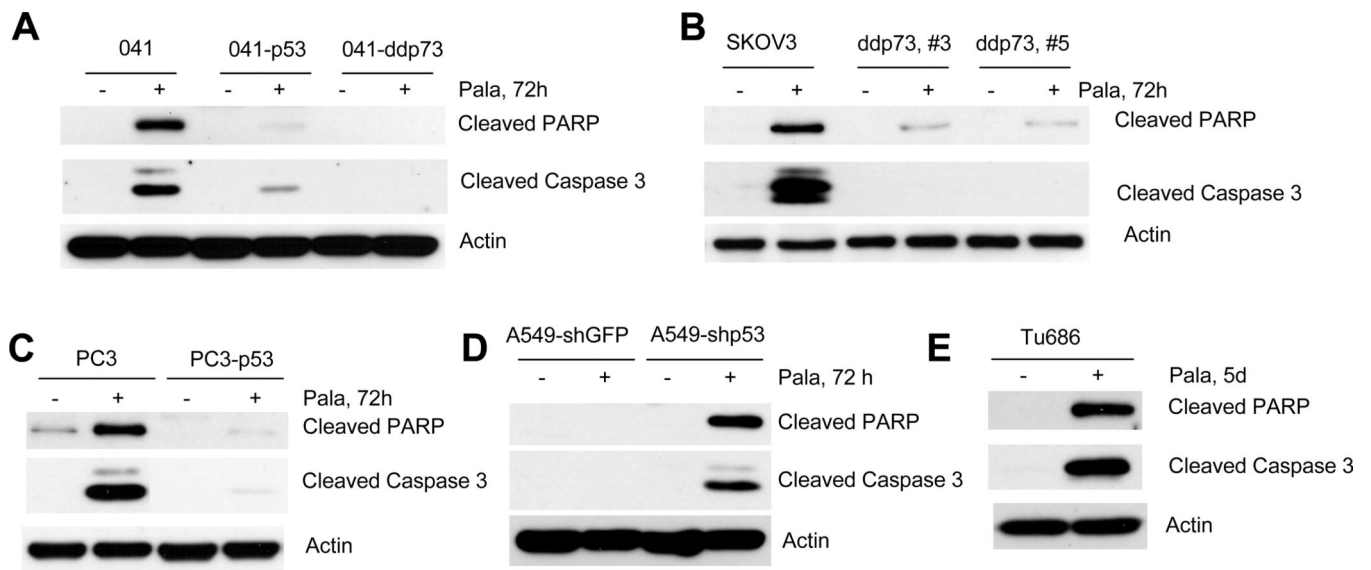 A
041 041-p53 041-ddp73
- + - + - + Pala, 72h
Cleaved PARP
Cleaved Caspase 3
Actin
B
SKOV3 ddp73, #3 ddp73, #5
- + - + - + Pala, 72h
Cleaved PARP
Cleaved Caspase 3
Actin
C
PC3 PC3-p53
- + - + Pala, 72h
Cleaved PARP
Cleaved Caspase 3
Actin
D
A549-shGFP A549-shp53
- + - + Pala, 72 h
Cleaved PARP
Cleaved Caspase 3
Actin
E
Tu686
- + Pala, 5d
Cleaved PARP
Cleaved Caspase 3
Actin